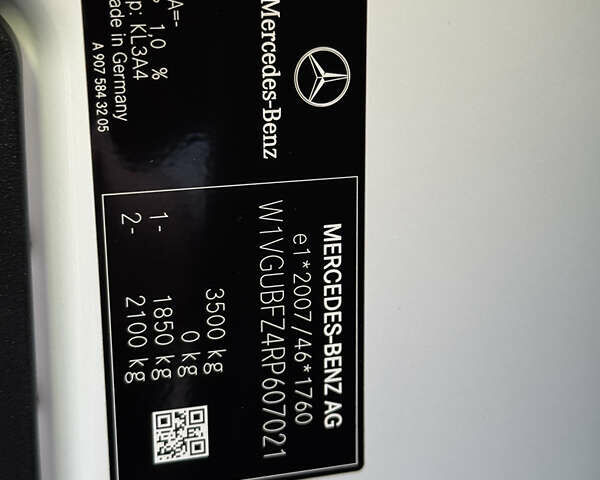 MERCEDES-BENZ AG
e1*2007/46*1760
W1VGUBFZ4RP607021
3500 kg
0 kg
1- 1850 kg
2- 2100 kg
Mercedes-Benz
A=-
1,0 %
p: KL3A4
ade in Germany
A 907 584 32 05